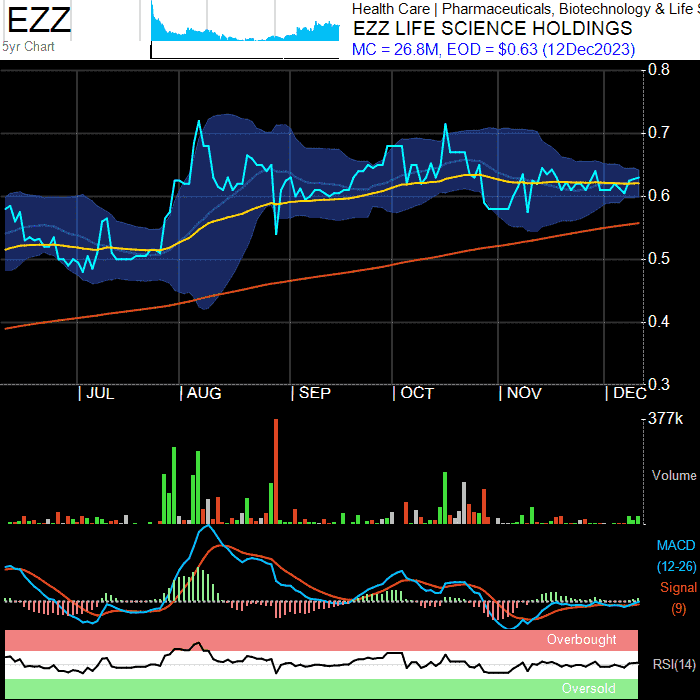 EZZ
5yr Chart
Health Care | Pharmaceuticals, Biotechnology & Life S
EZZ LIFE SCIENCE HOLDINGS
MC = 26.8M, EOD = $0.63 (12Dec2023)
0.8
0.7
0.6
0.5
0.4
0.3
| JUL | AUG | SEP | OCT | NOV | DEC
377k
Volume
MACD
(12-26)
Signal
(9)
Overbought
RSI(14)
Oversold